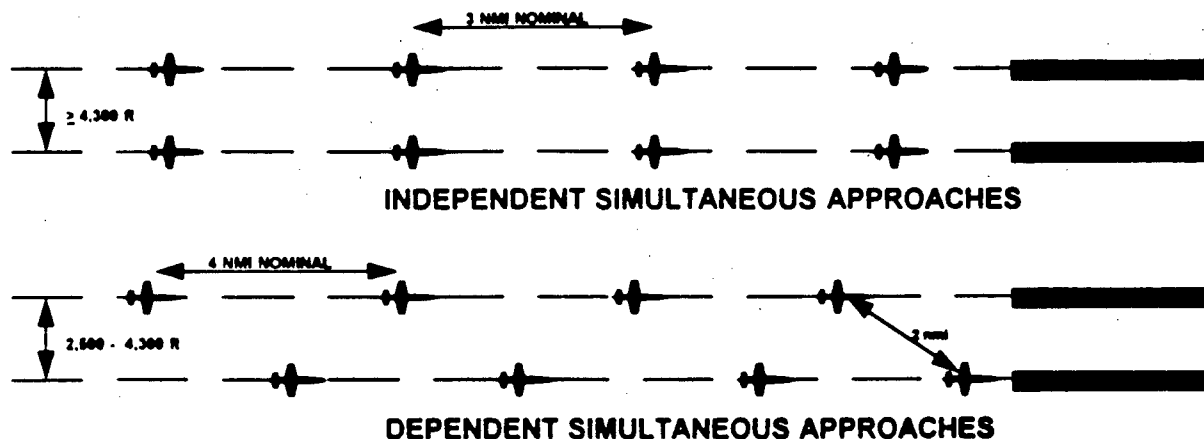 3 NMI NOMINAL
≥ 4,300 ft
INDEPENDENT SIMULTANEOUS APPROACHES
4 NMI NOMINAL
2,500 - 4,300 ft
2 nmi
DEPENDENT SIMULTANEOUS APPROACHES